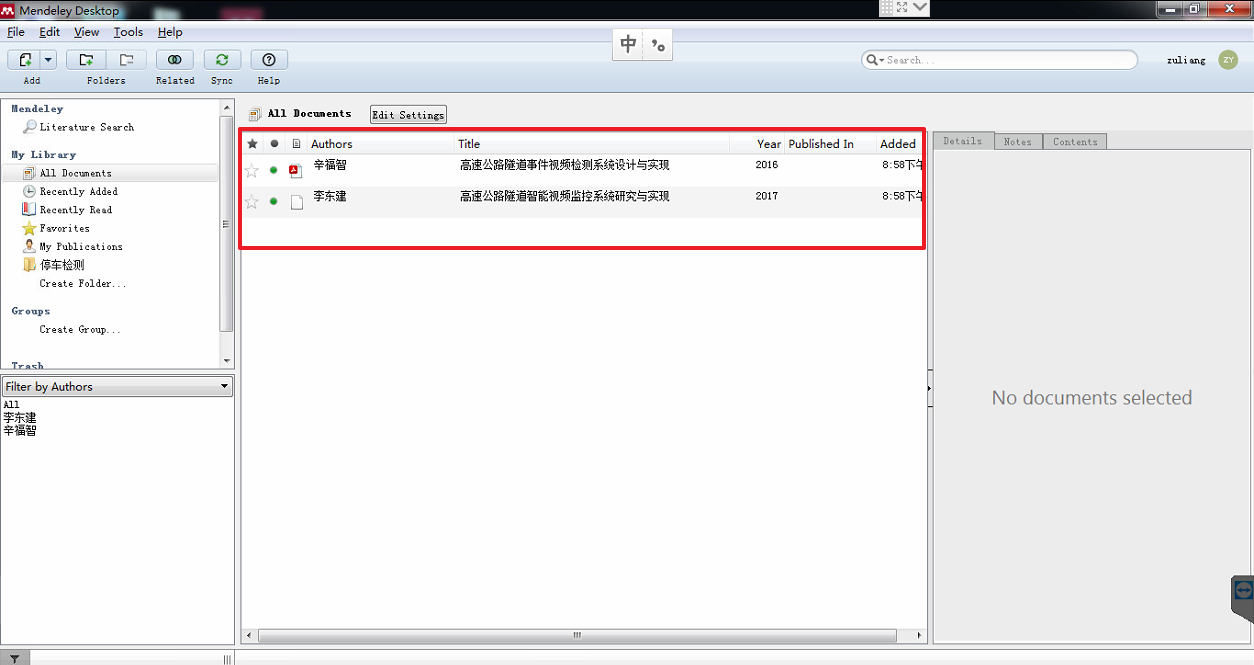 Mendeley Desktop
File Edit View Tools Help
中 ’。
Add Folders Related Sync Help
Search...
zuliang ZY
Mendeley
Literature Search
My Library
All Documents
Recently Added
Recently Read
Favorites
My Publications
停车检测
Create Folder...
Groups
Create Group...
Trash
Filter by Authors
All
李东建
辛福智
All Documents Edit Settings
Authors Title Year Published In Added
辛福智 高速公路隧道事件视频检测系统设计与实现 2016 8:58下午
李东建 高速公路隧道智能视频监控系统研究与实现 2017 8:58下午
Details Notes Contents
No documents selected